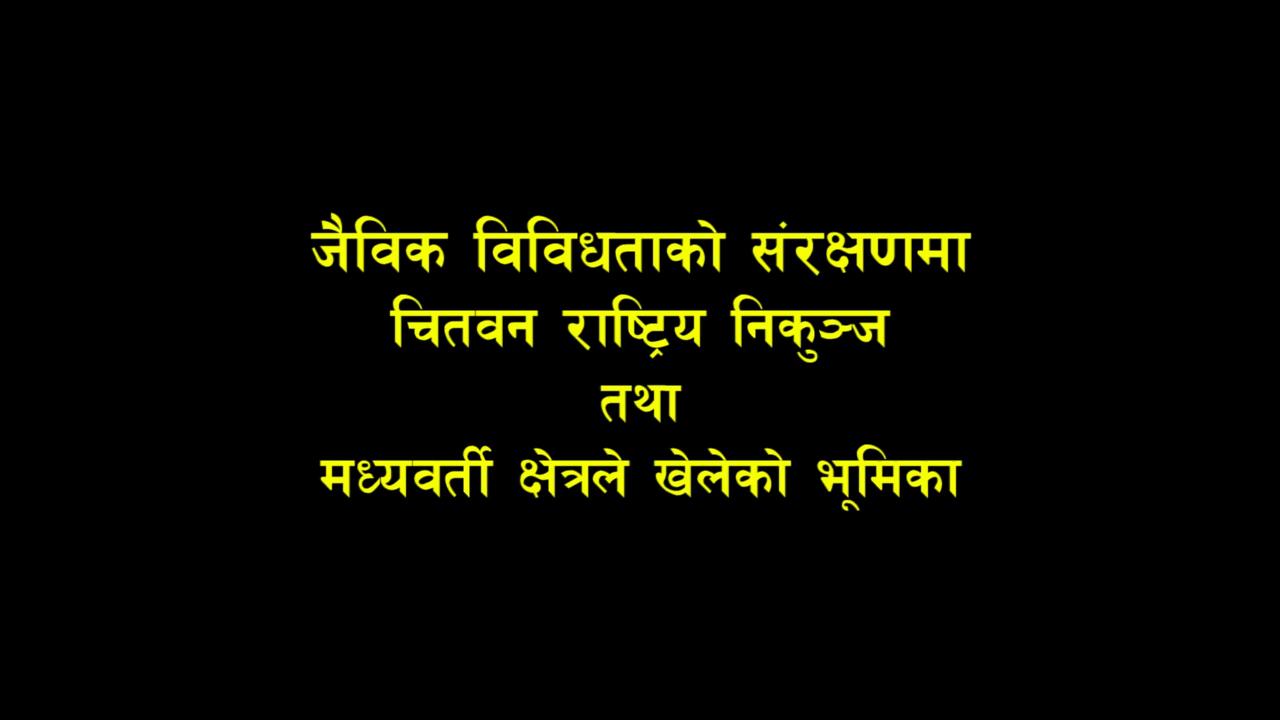 जैविक विविधताको संरक्षणमा
चितवन राष्ट्रिय निकुञ्ज
तथा
मध्यवर्ती क्षेत्रले खेलेको भूमिका